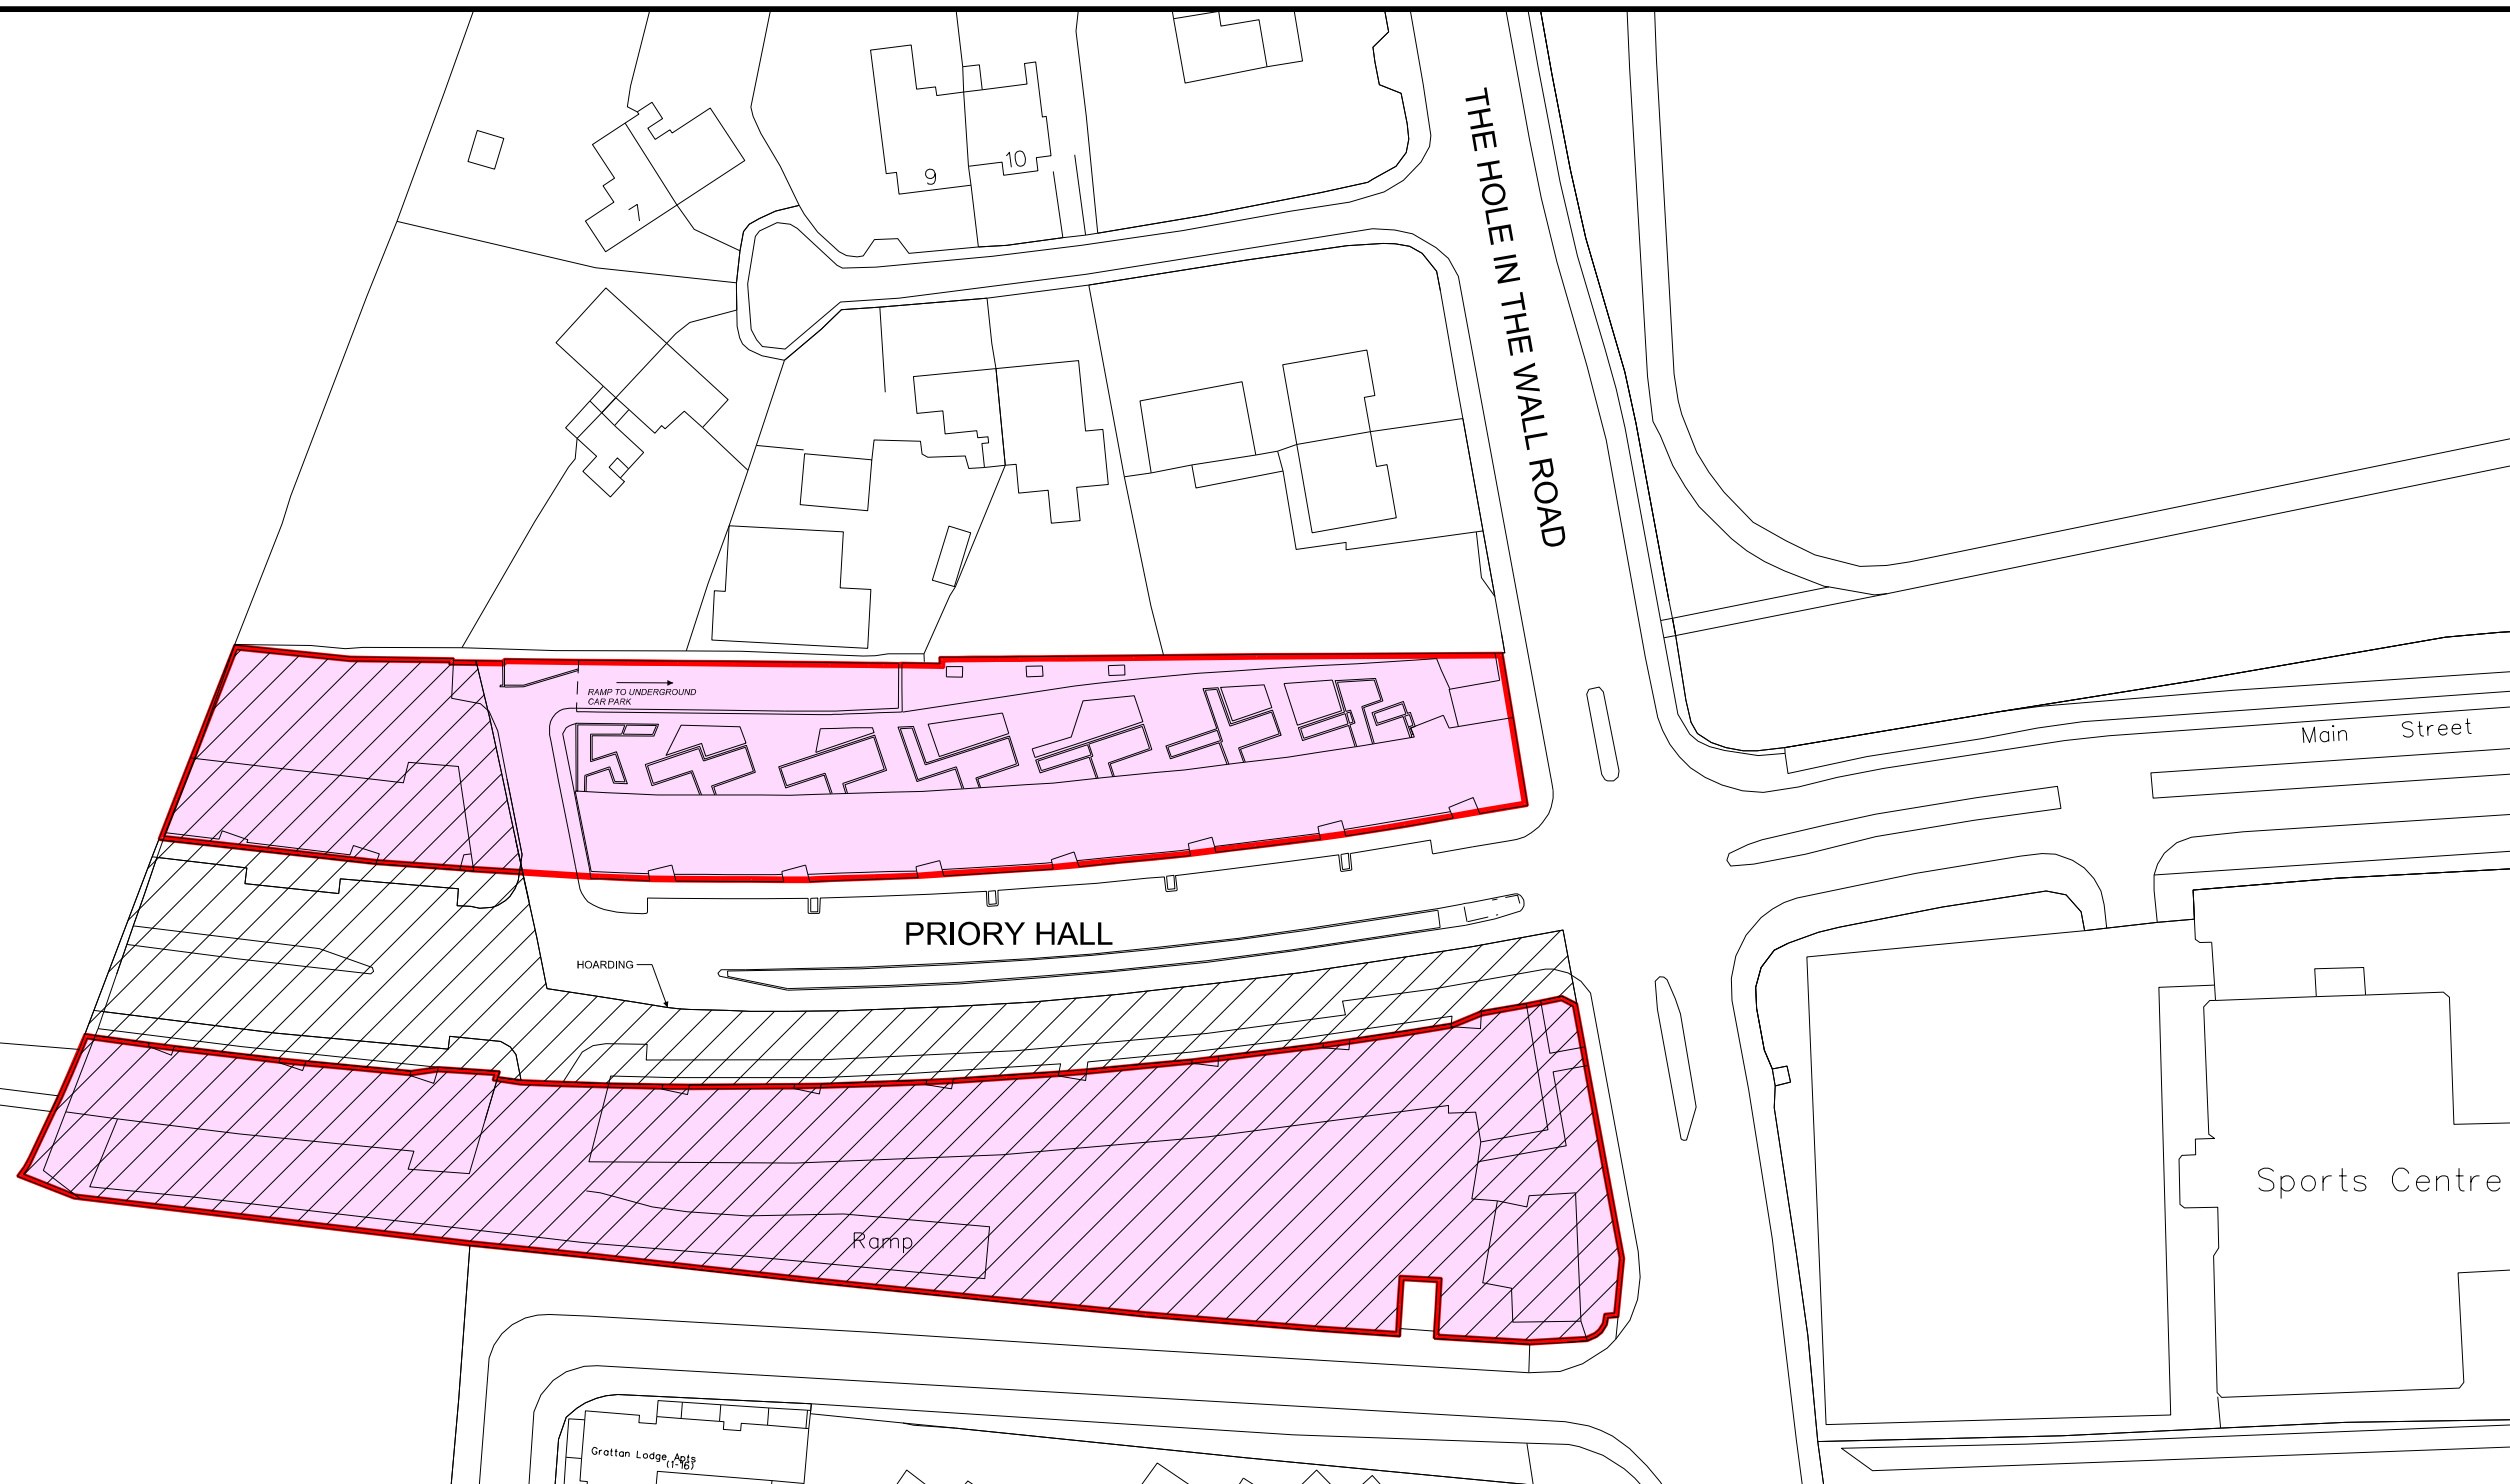 7
9
10
THE HOLE IN THE WALL ROAD
RAMP TO UNDERGROUND
CAR PARK
Main Street
PRIORY HALL
HOARDING
Sports Centre
Ramp
Grattan Lodge Apts
(1-16)